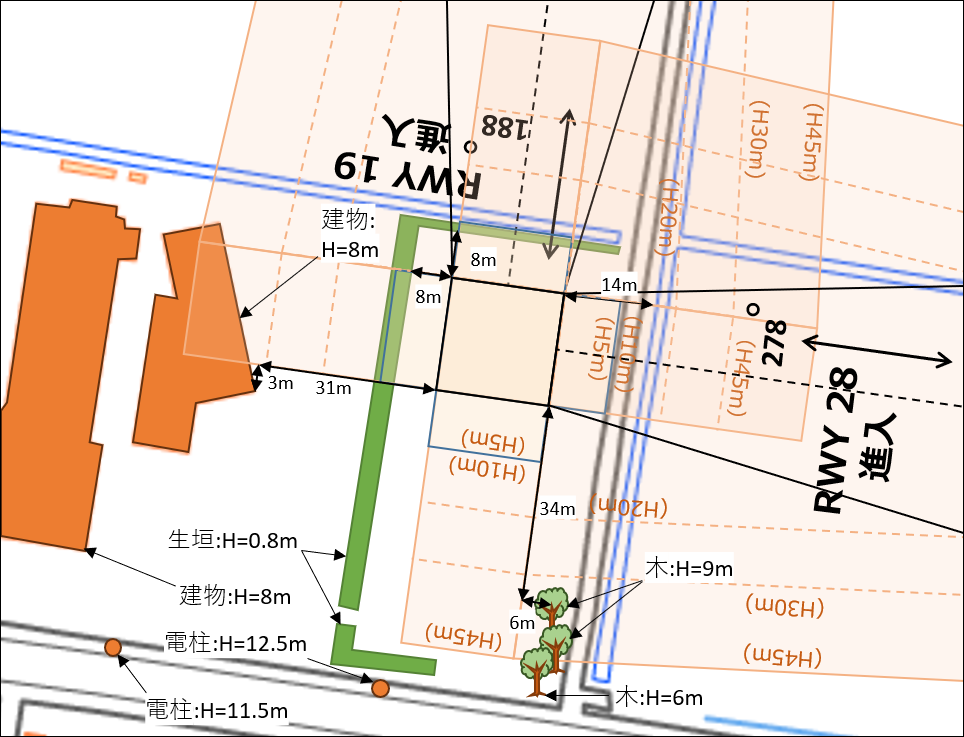 188°
進入
RWY 19
(H30m)
(H45m)
(H20m)
建物:
H=8m
8m
8m
14m
(H5m)
(H10m)
(H45m)
278°
RWY 28
進入
3m
31m
(H5m)
(H10m)
34m
(H20m)
生垣:H=0.8m
木:H=9m
建物:H=8m
(H30m)
6m
電柱:H=12.5m
(H45m)
(H45m)
木:H=6m
電柱:H=11.5m